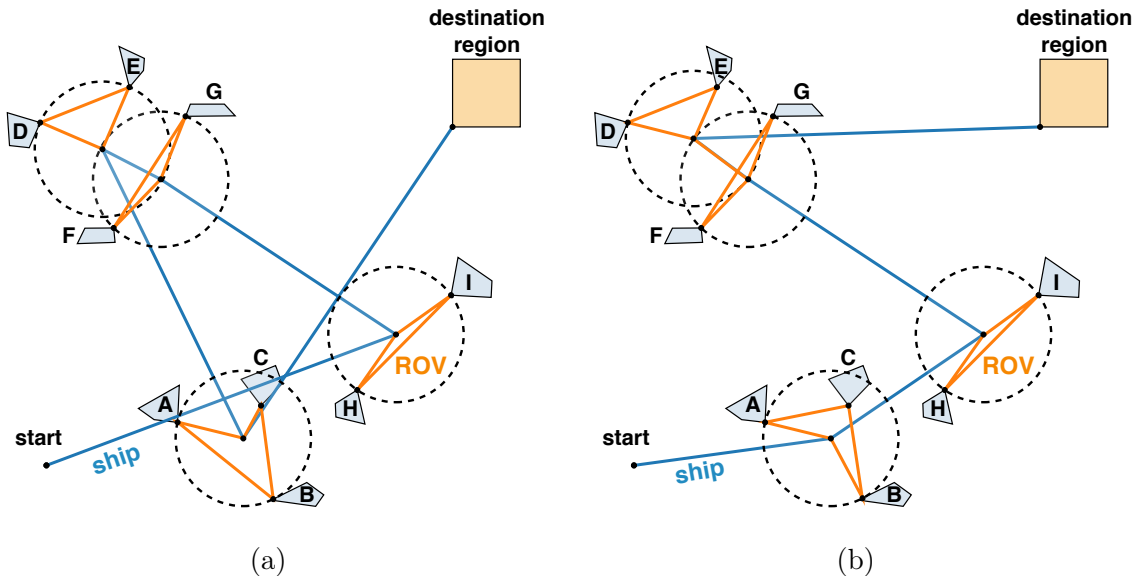 destination
region
E
G
D
F
I
C
ROV
A
H
start
ship
B
(a)
destination
region
E
G
D
F
I
C
ROV
A
H
start
ship
B
(b)